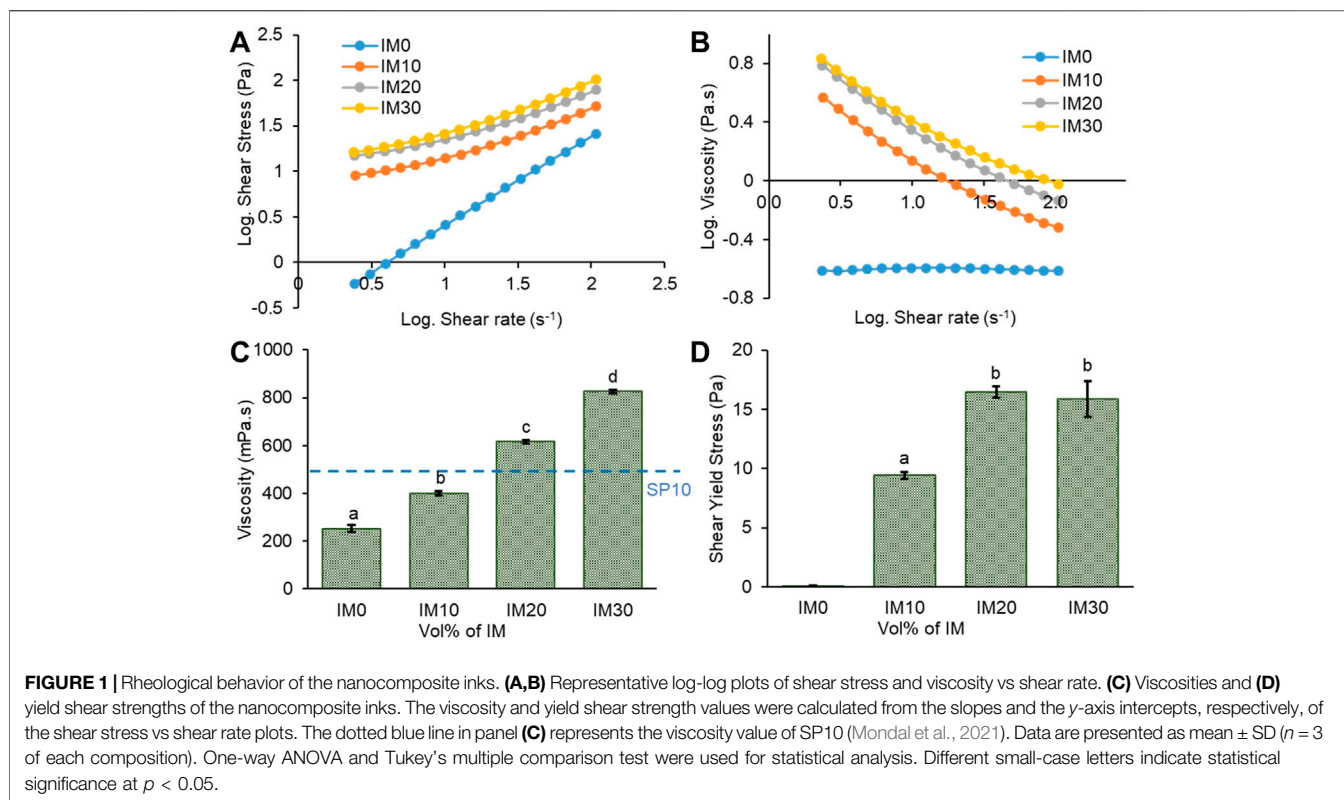 A
IM0
IM10
IM20
IM30
2.5
2
1.5
1
0.5
0
-0.5
0
0.5
1
1.5
2
2.5
Log. Shear Stress (Pa)
Log. Shear rate (s⁻¹)
B
IM0
IM10
IM20
IM30
0.8
0.4
0
-0.4
-0.8
0.0
0.5
1.0
1.5
2.0
Log. Viscosity (Pa.s)
Log. Shear rate (s⁻¹)
C
1000
800
600
400
200
0
Viscosity (mPa.s)
a
b
c
d
SP10
IM0 IM10 IM20 IM30
Vol% of IM
D
20
15
10
5
0
Shear Yield Stress (Pa)
a
b
b
IM0 IM10 IM20 IM30
Vol% of IM
FIGURE 1 | Rheological behavior of the nanocomposite inks. (A,B) Representative log-log plots of shear stress and viscosity vs shear rate. (C) Viscosities and (D)
yield shear strengths of the nanocomposite inks. The viscosity and yield shear strength values were calculated from the slopes and the y-axis intercepts, respectively, of
the shear stress vs shear rate plots. The dotted blue line in panel (C) represents the viscosity value of SP10 (Mondal et al., 2021). Data are presented as mean ± SD (n = 3
of each composition). One-way ANOVA and Tukey's multiple comparison test were used for statistical analysis. Different small-case letters indicate statistical
significance at p < 0.05.